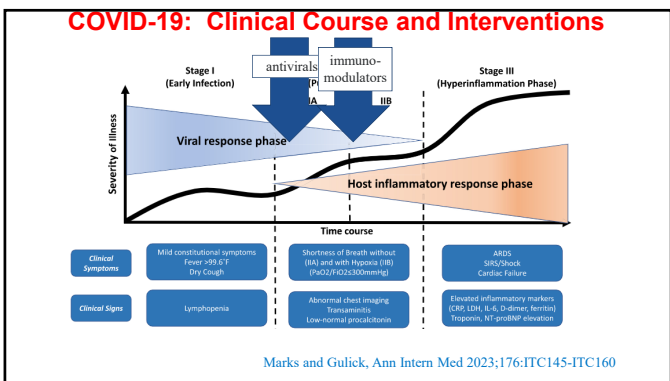 COVID-19: Clinical Course and Interventions
Stage I
(Early Infection)
antivirals
immuno-
modulators
IIB
Stage III
(Hyperinflammation Phase)
Severity of Illness
Viral response phase
Host inflammatory response phase
Time course
Clinical
Symptoms
Mild constitutional symptoms
Fever >99.6°F
Dry Cough
Shortness of Breath without
(IIA) and with Hypoxia (IIB)
(PaO2/FiO2≤300mmHg)
ARDS
SIRS/Shock
Cardiac Failure
Clinical Signs
Lymphopenia
Abnormal chest imaging
Transaminitis
Low-normal procalcitonin
Elevated inflammatory markers
(CRP, LDH, IL-6, D-dimer, ferritin)
Troponin, NT-proBNP elevation
Marks and Gulick, Ann Intern Med 2023;176:ITC145-ITC160